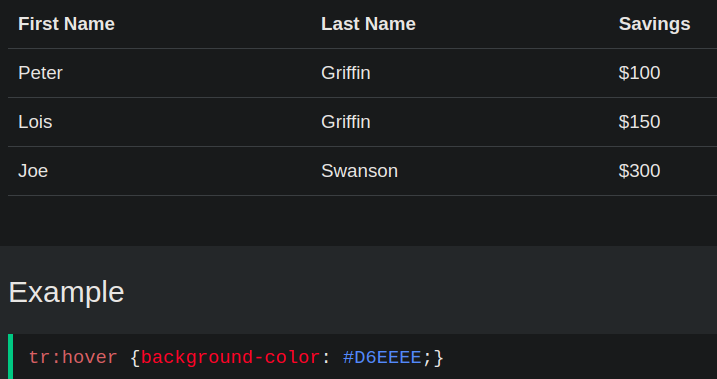 First Name Last Name Savings
Peter Griffin $100
Lois Griffin $150
Joe Swanson $300
Example
tr:hover {background-color: #D6EEEE;}